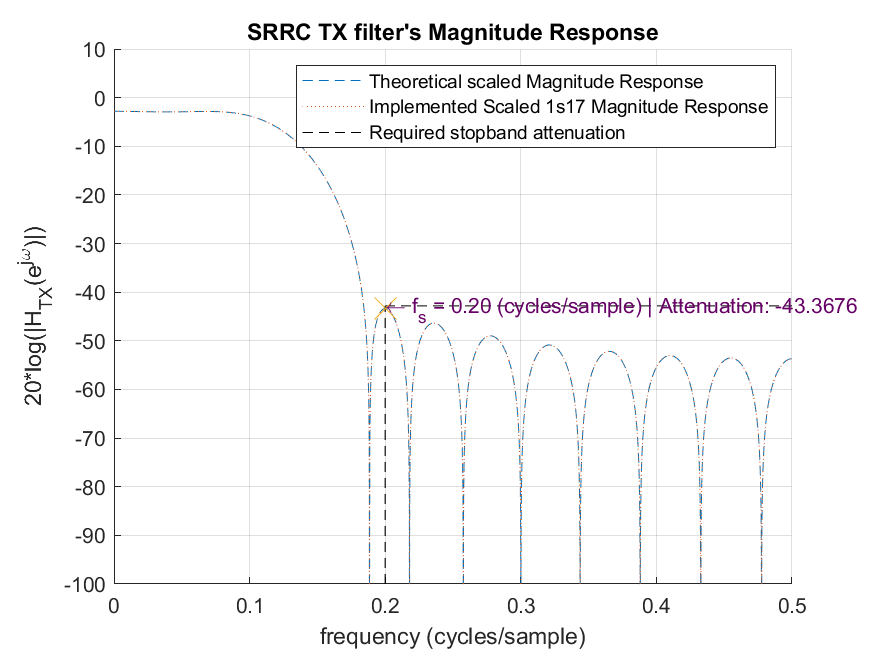 SRRC TX filter's Magnitude Response
10
0
-10
-20
-30
-40
-50
-60
-70
-80
-90
-100
20*log(|H_TX(e^jω)|)
Theoretical scaled Magnitude Response
Implemented Scaled 1s17 Magnitude Response
Required stopband attenuation
f_s = 0.20 (cycles/sample) | Attenuation: -43.3676
0 0.1 0.2 0.3 0.4 0.5
frequency (cycles/sample)